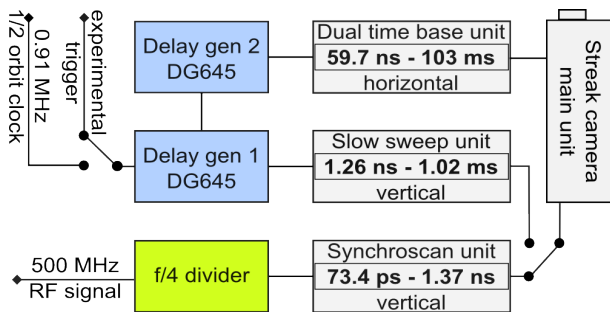 1/2 orbit clock
0.91 MHz
trigger
experimental
Delay gen 2
DG645
Dual time base unit
59.7 ns - 103 ms
horizontal
Streak camera
main unit
Delay gen 1
DG645
Slow sweep unit
1.26 ns - 1.02 ms
vertical
500 MHz
RF signal
f/4 divider
Synchroscan unit
73.4 ps - 1.37 ns
vertical